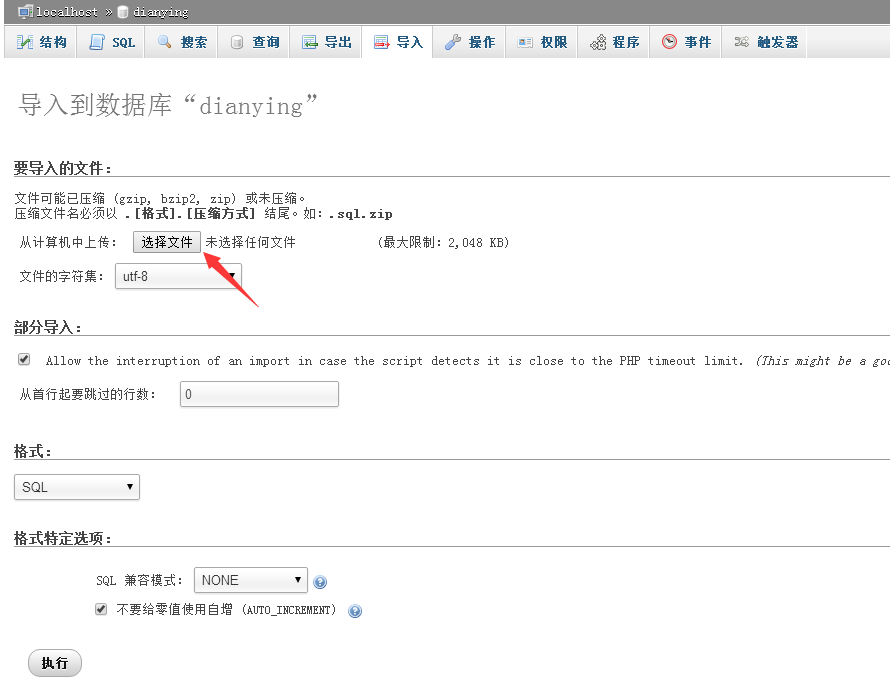 localhost » dianying
结构 SQL 搜索 查询 导出 导入 操作 权限 程序 事件 触发器
导入到数据库“dianying”
要导入的文件:
文件可能已压缩 (gzip, bzip2, zip) 或未压缩。
压缩文件名必须以 .[格式].[压缩方式] 结尾。如: .sql.zip
从计算机中上传: 选择文件 未选择任何文件 (最大限制: 2,048 KB)
文件的字符集: utf-8
部分导入:
Allow the interruption of an import in case the script detects it is close to the PHP timeout limit. (This might be a goo
从首行起要跳过的行数: 0
格式:
SQL
格式特定选项:
SQL 兼容模式: NONE
不要给零值使用自增 (AUTO_INCREMENT)
执行